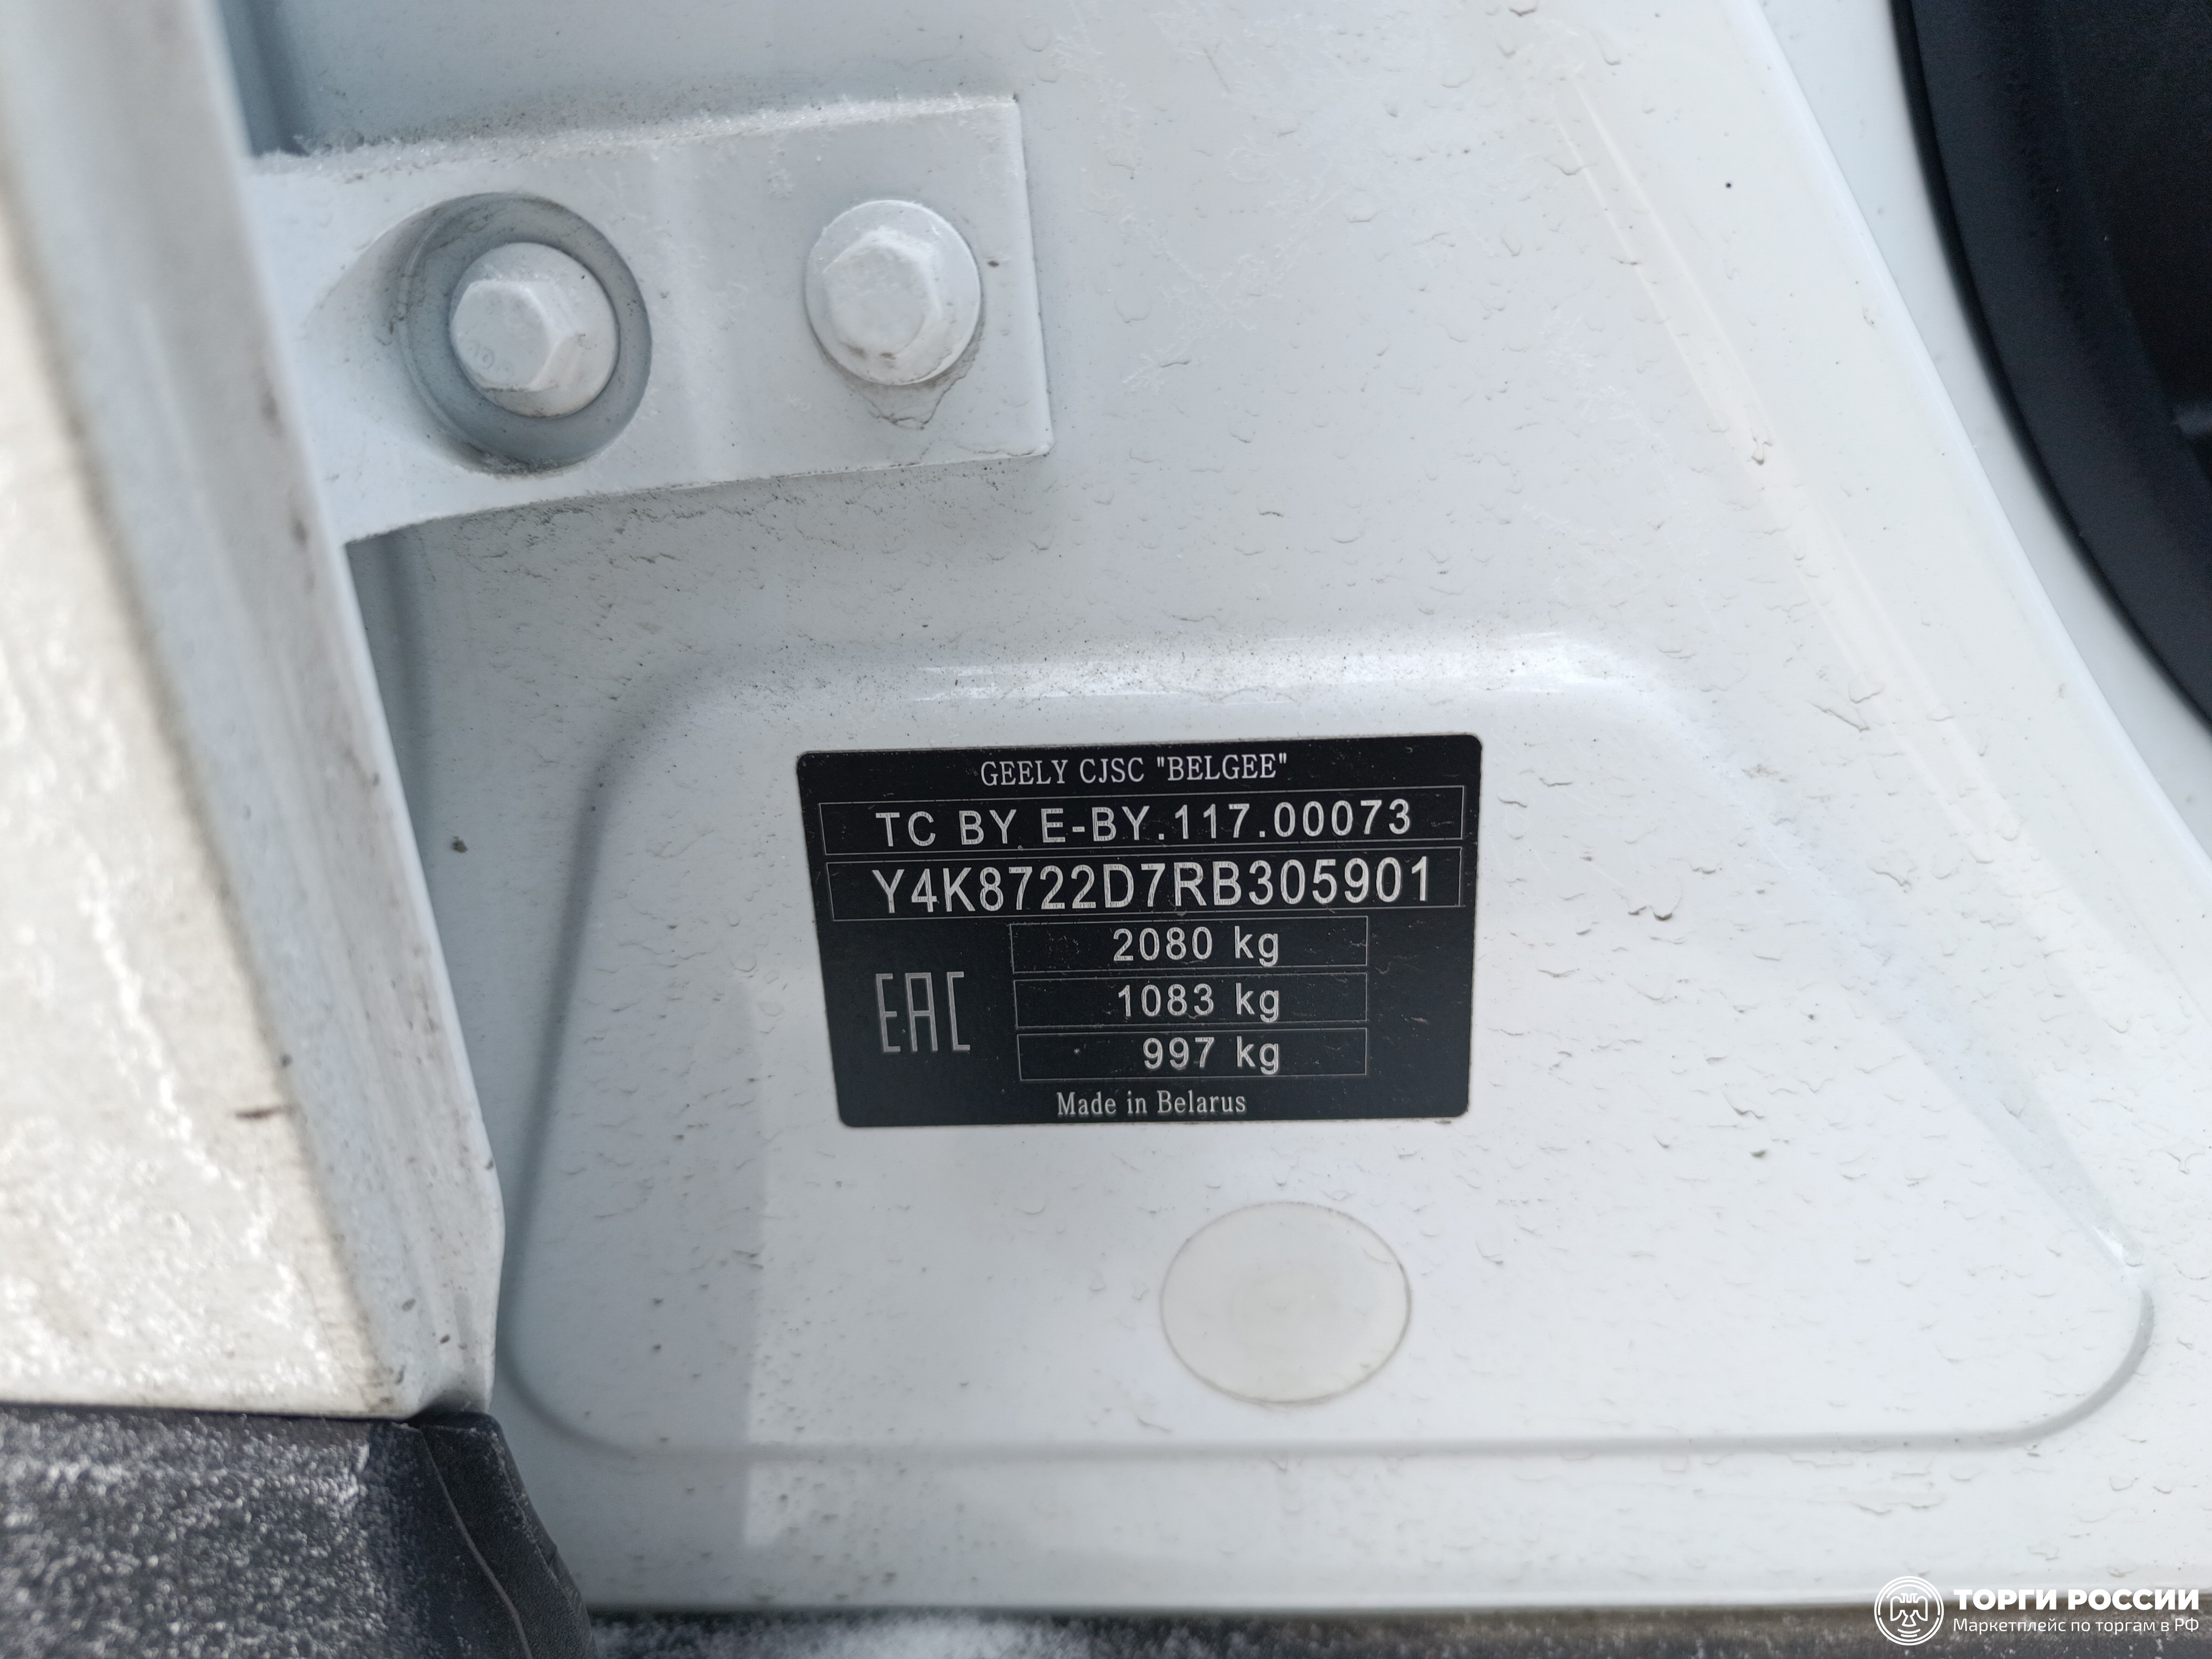 GEELY CJSC "BELGEE"
TC BY E-BY.117.00073
Y4K8722D7RB305901
2080 kg
1083 kg
997 kg
EAC
Made in Belarus
ТОРГИ РОССИИ
Маркетплейс по торгам в РФ